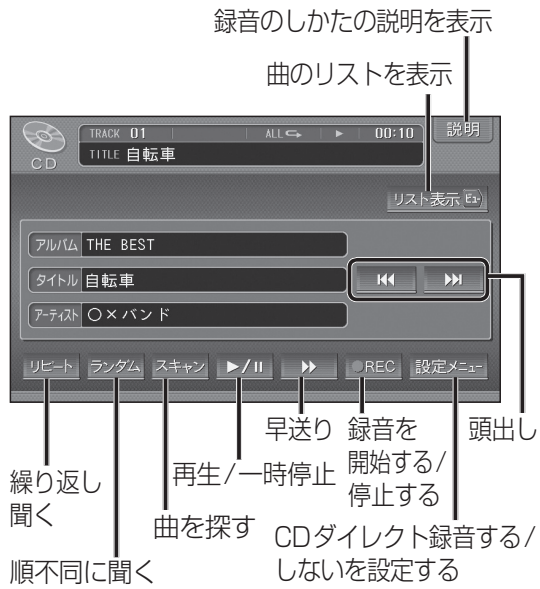 録音のしかたの説明を表示
曲のリストを表示
TRACK 01 ALL 00:10 説明
CD
TITLE 自転車
リスト表示 ﾋﾞｭｰ
アルバム THE BEST
タイトル 自転車
アーティスト ○×バンド
リピート ランダム スキャン ▶/II ▶▶ ●REC 設定メニュー
早送り
録音を
開始する/
停止する
頭出し
再生/一時停止
繰り返し
聞く
曲を探す
CDダイレクト録音する/
しないを設定する
順不同に聞く